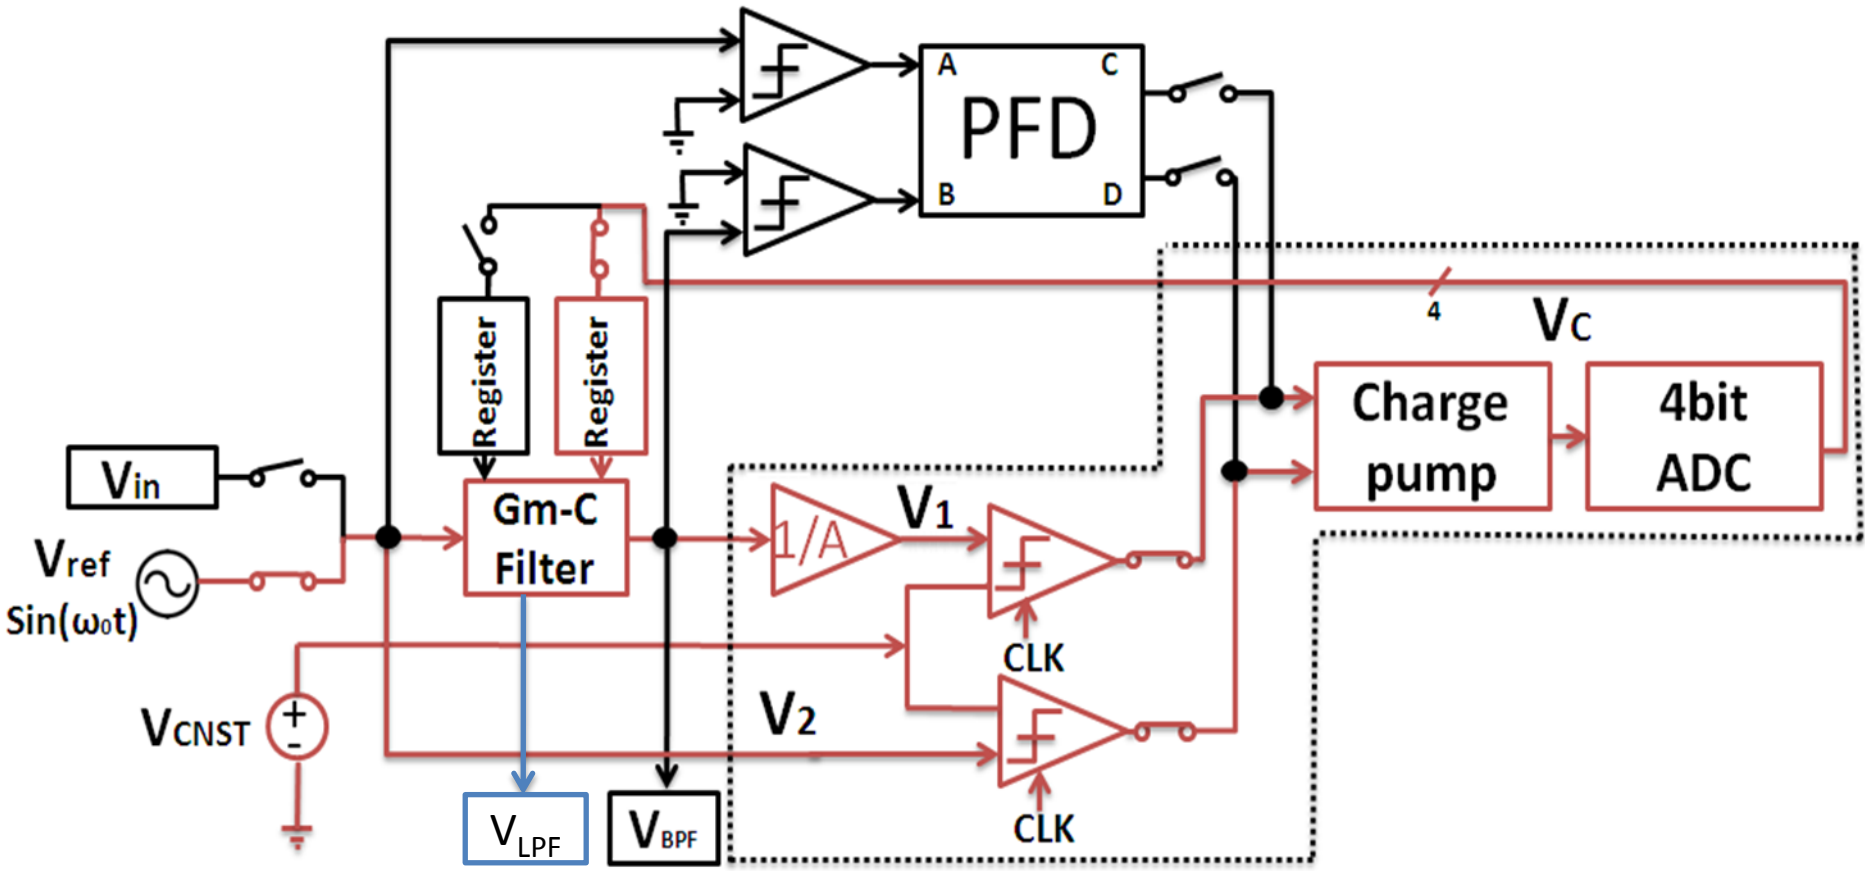 A C
PFD
B D
4
VC
Register
Register
Charge
pump
4bit
ADC
Vin
Gm-C
Filter
1/A
V1
Vref
Sin(ω0t)
CLK
V2
+
-
VCNST
CLK
VLPF
VBPF